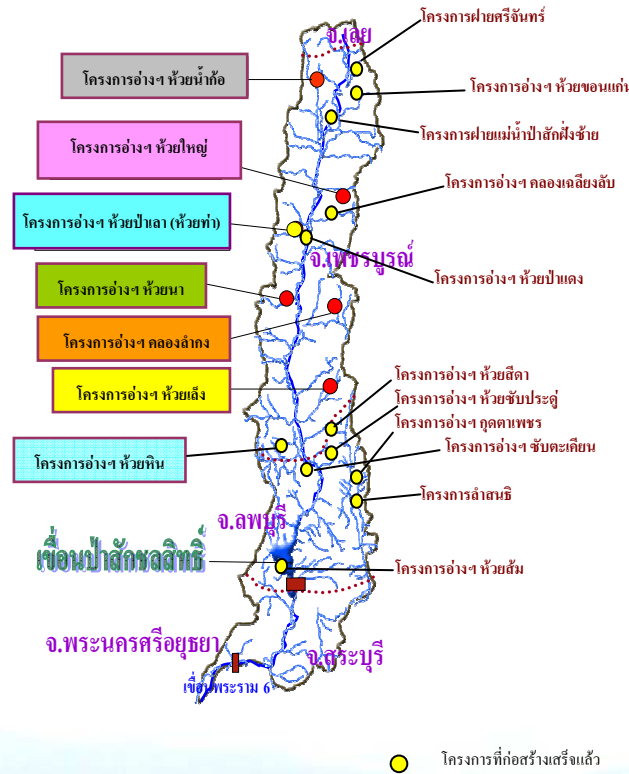 โครงการฝายศรีจันทร์
จ.เลย
โครงการอ่างฯ ห้วยน้ำก้อ
โครงการอ่างฯ ห้วยขอนแก่น
โครงการฝายแม่น้ำป่าสักฝั่งซ้าย
โครงการอ่างฯ ห้วยใหญ่
โครงการอ่างฯ คลองเฉลียงลับ
โครงการอ่างฯ ห้วยป่าเลา (ห้วยท่า)
จ.เพชรบูรณ์
โครงการอ่างฯ ห้วยป่าแดง
โครงการอ่างฯ ห้วยนา
โครงการอ่างฯ คลองลำกง
โครงการอ่างฯ ห้วยเล็ง
โครงการอ่างฯ ห้วยสีดา
โครงการอ่างฯ ห้วยซับประดู่
โครงการอ่างฯ กุดตาเพชร
โครงการอ่างฯ ซับตะเคียน
โครงการอ่างฯ ห้วยหิน
โครงการลำสนธิ
จ.ลพบุรี
เขื่อนป่าสักชลสิทธิ์
โครงการอ่างฯ ห้วยส้ม
จ.พระนครศรีอยุธยา
จ.สระบุรี
เขื่อนพระราม 6
โครงการที่ก่อสร้างเสร็จแล้ว